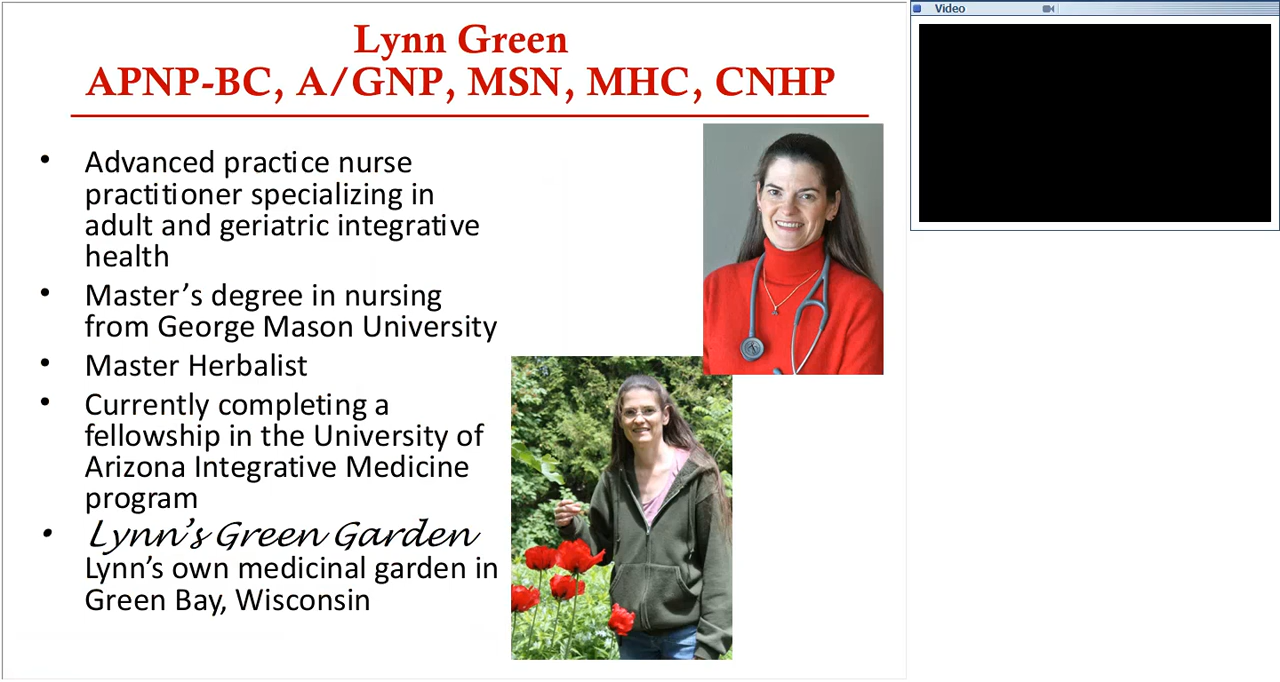 Lynn Green
APNP-BC, A/GNP, MSN, MHC, CNHP
• Advanced practice nurse
practitioner specializing in
adult and geriatric integrative
health
• Master’s degree in nursing
from George Mason University
• Master Herbalist
• Currently completing a
fellowship in the University of
Arizona Integrative Medicine
program
• Lynn’s Green Garden
Lynn’s own medicinal garden in
Green Bay, Wisconsin
Video